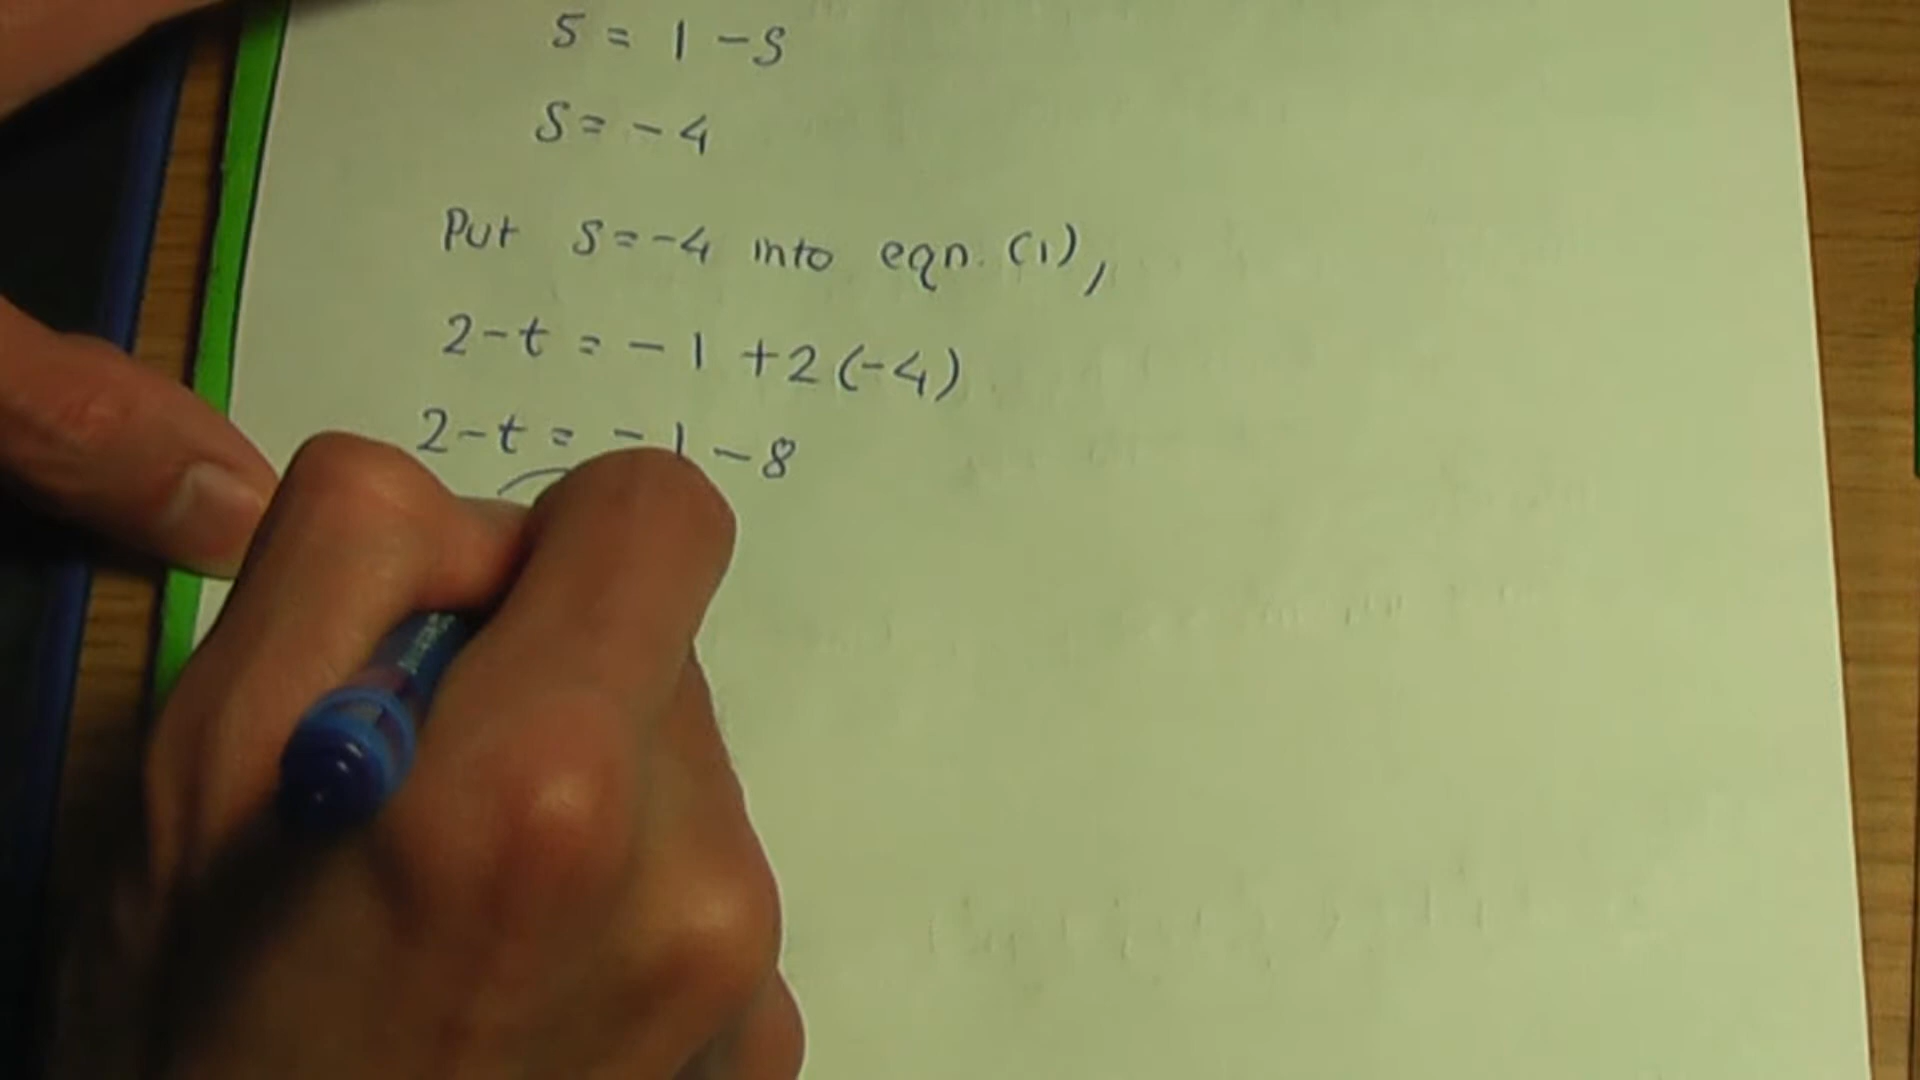 5 = 1 - S
S = -4
Put S = -4 into eqn. (1),
2-t = -1 +2(-4)
2-t = -1 -8